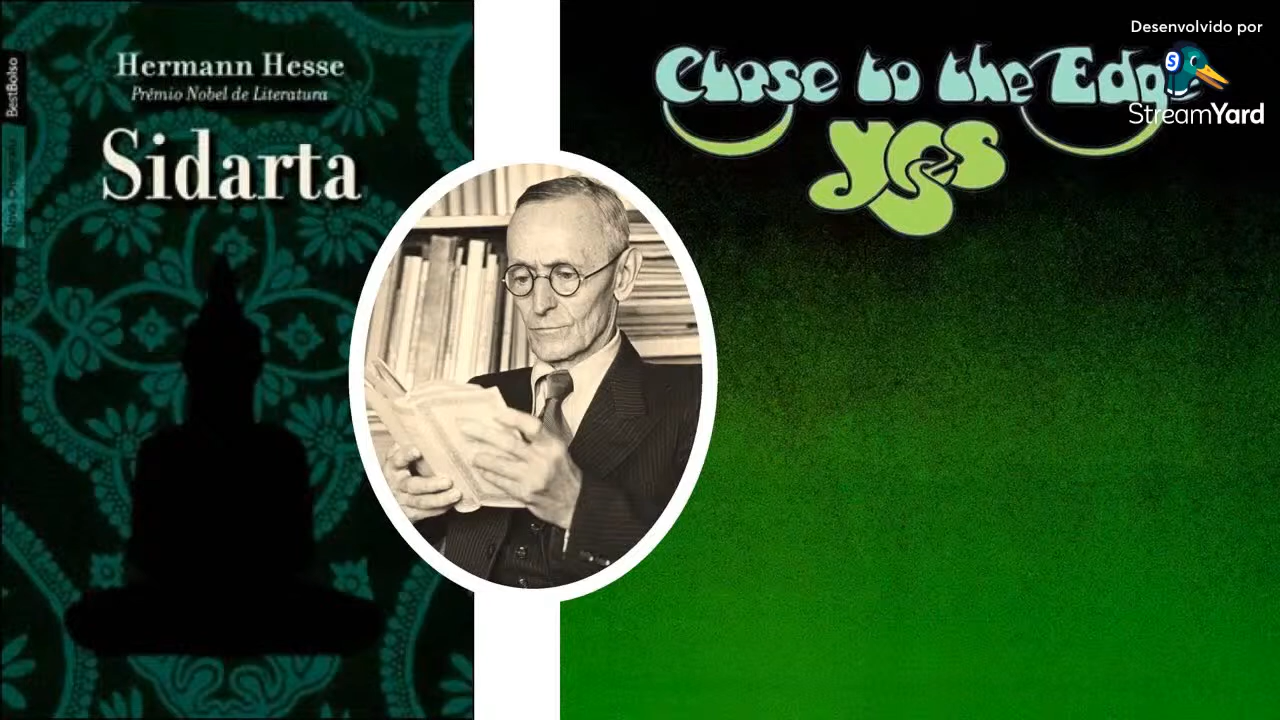 BestBolso
Hermann Hesse
Prêmio Nobel de Literatura
Sidarta
Close to the Edge
yes
Desenvolvido por
StreamYard